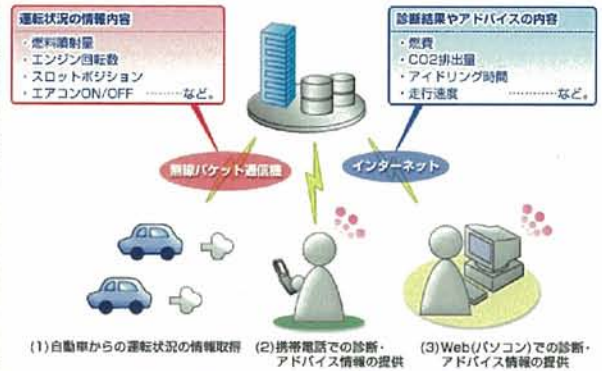 運転状況の情報内容
・燃料噴射量
・エンジン回転数
・スロットポジション
・エアコンON/OFF ………など。
診断結果やアドバイスの内容
・燃費
・CO2排出量
・アイドリング時間
・走行速度 …………など。
無線パケット通信機
インターネット
(1)自動車からの運転状況の情報取得
(2)携帯電話での診断・
アドバイス情報の提供
(3)Web(パソコン)での診断・
アドバイス情報の提供